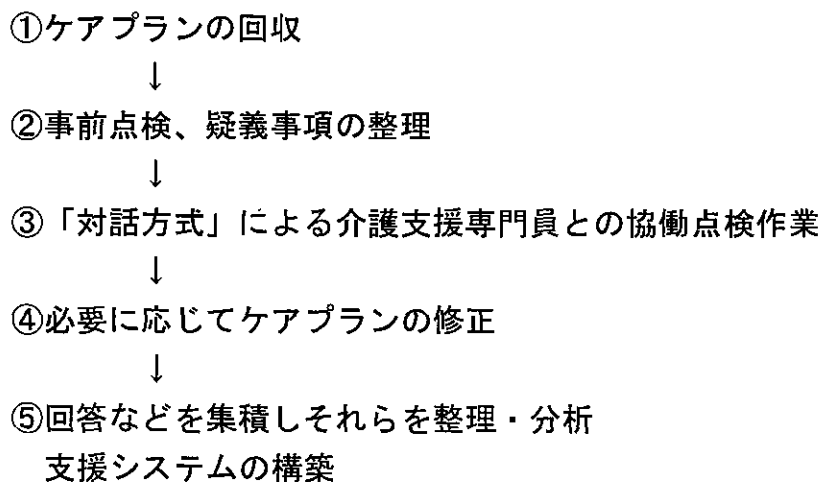 ①ケアプランの回収
↓
②事前点検、疑義事項の整理
↓
③「対話方式」による介護支援専門員との協働点検作業
↓
④必要に応じてケアプランの修正
↓
⑤回答などを集積しそれらを整理・分析
支援システムの構築